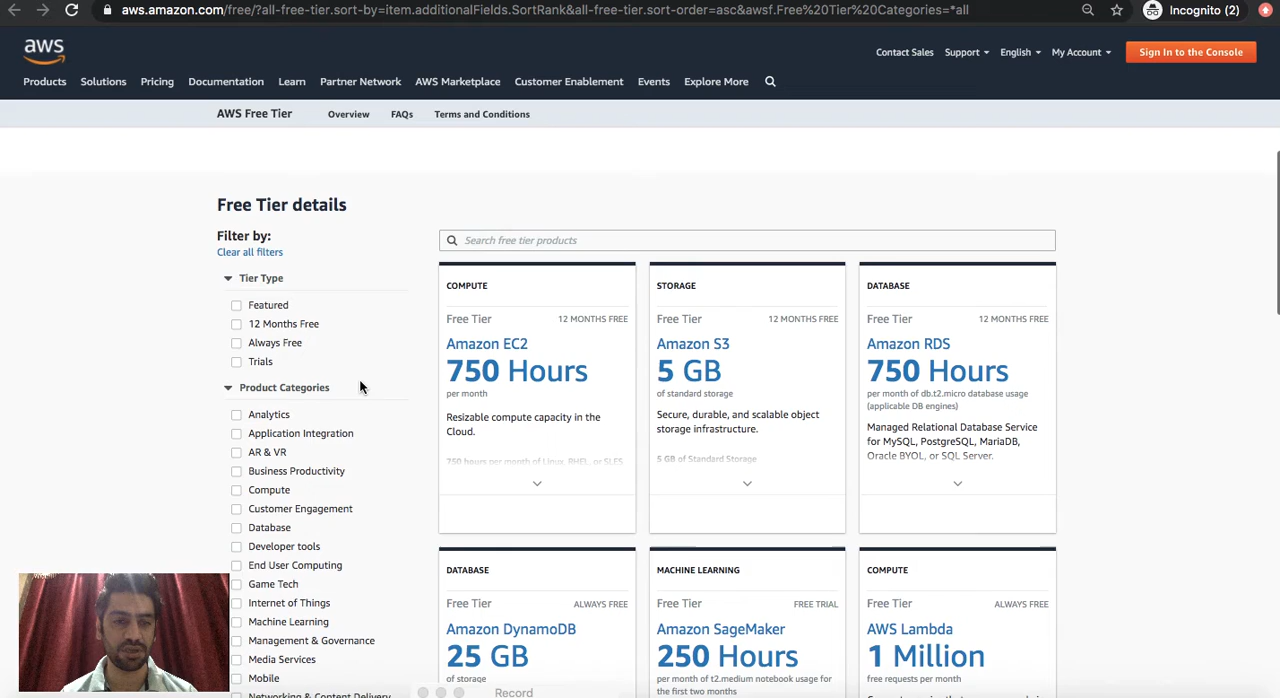 aws.amazon.com/free/?all-free-tier.sort-by=item.additionalFields.SortRank&all-free-tier.sort-order=asc&awsf.Free%20Tier%20Categories=*all
Incognito (2)
aws
Contact Sales Support English My Account Sign In to the Console
Products Solutions Pricing Documentation Learn Partner Network AWS Marketplace Customer Enablement Events Explore More
AWS Free Tier Overview FAQs Terms and Conditions
Free Tier details
Filter by:
Clear all filters
Tier Type
Featured
12 Months Free
Always Free
Trials
Product Categories
Analytics
Application Integration
AR & VR
Business Productivity
Compute
Customer Engagement
Database
Developer tools
End User Computing
Game Tech
Internet of Things
Machine Learning
Management & Governance
Media Services
Mobile
Networking & Content Delivery
Search free tier products
COMPUTE
Free Tier 12 MONTHS FREE
Amazon EC2
750 Hours
per month
Resizable compute capacity in the
Cloud.
750 hours per month of Linux, RHEL, or SLES
STORAGE
Free Tier 12 MONTHS FREE
Amazon S3
5 GB
of standard storage
Secure, durable, and scalable object
storage infrastructure.
5 GB of Standard Storage
DATABASE
Free Tier 12 MONTHS FREE
Amazon RDS
750 Hours
per month of db.t2.micro database usage
(applicable DB engines)
Managed Relational Database Service
for MySQL, PostgreSQL, MariaDB,
Oracle BYOL, or SQL Server.
DATABASE
Free Tier ALWAYS FREE
Amazon DynamoDB
25 GB
of storage
MACHINE LEARNING
Free Tier FREE TRIAL
Amazon SageMaker
250 Hours
per month of t2.medium notebook usage for
the first two months
COMPUTE
Free Tier ALWAYS FREE
AWS Lambda
1 Million
free requests per month
Record